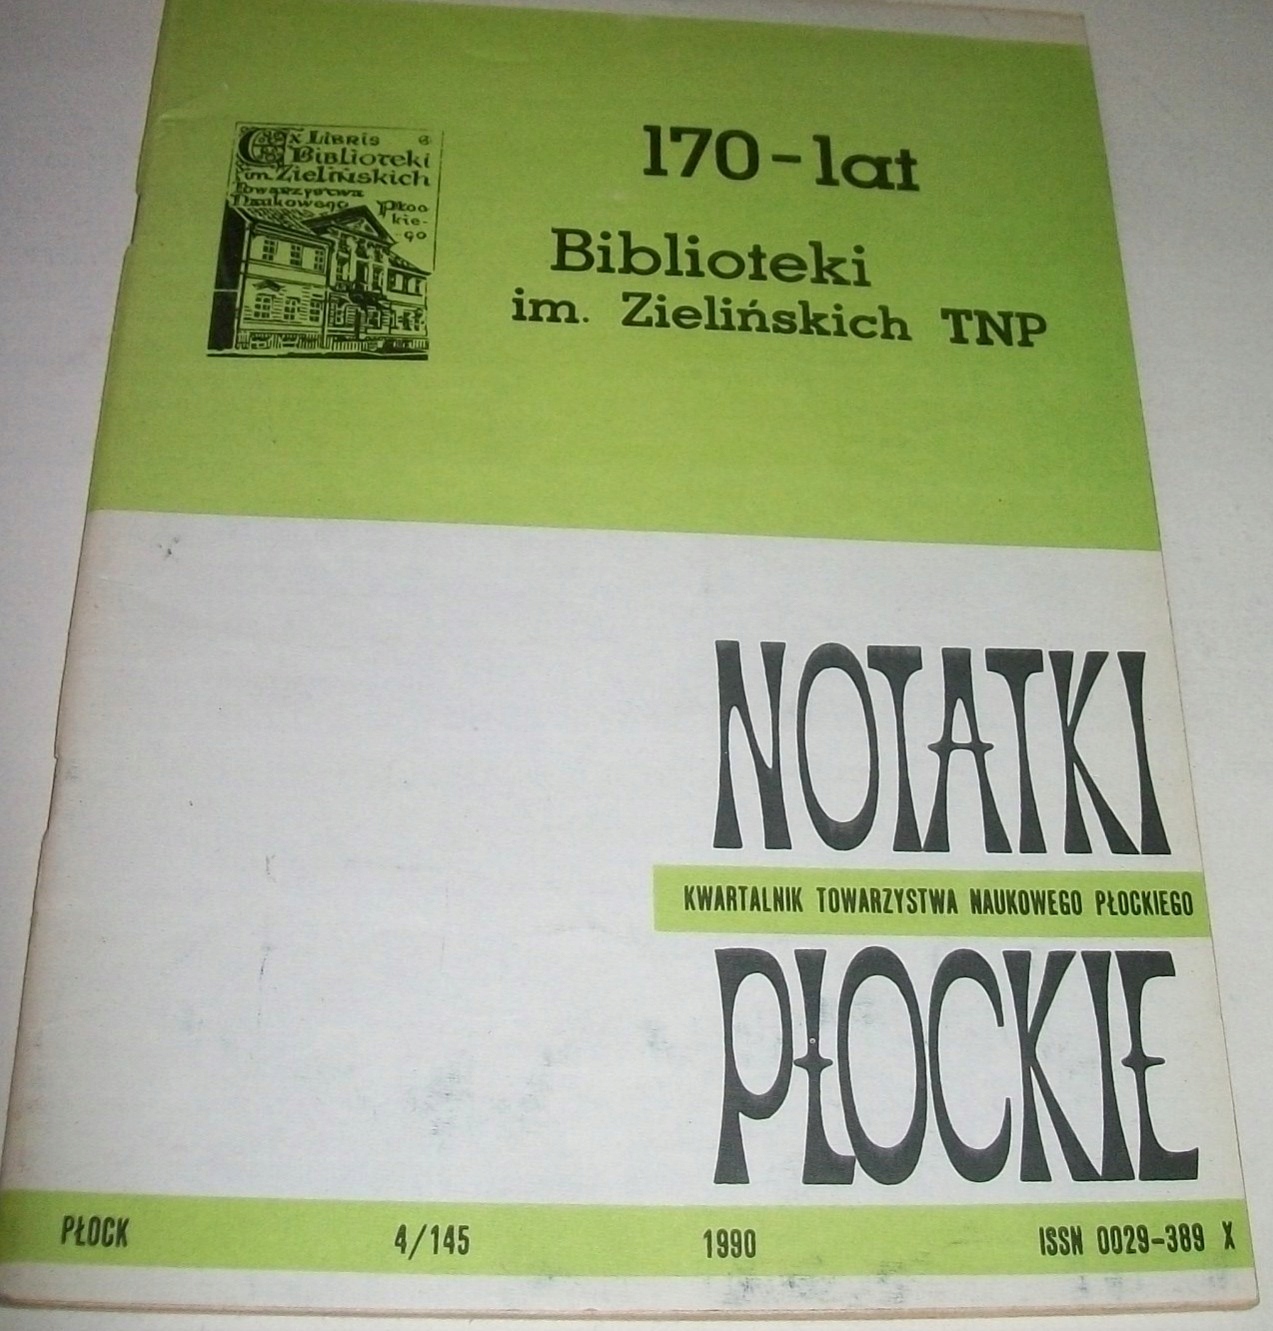 Ex Libris
Biblioteki
im. Zielińskich
Towarzystwa
Naukowego Płoc
kie-
go
170-lat
Biblioteki
im. Zielińskich TNP
NOTATKI
KWARTALNIK TOWARZYSTWA NAUKOWEGO PŁOCKIEGO
PŁOCKIE
PŁOCK 4/145 1990 ISSN 0029-389 X